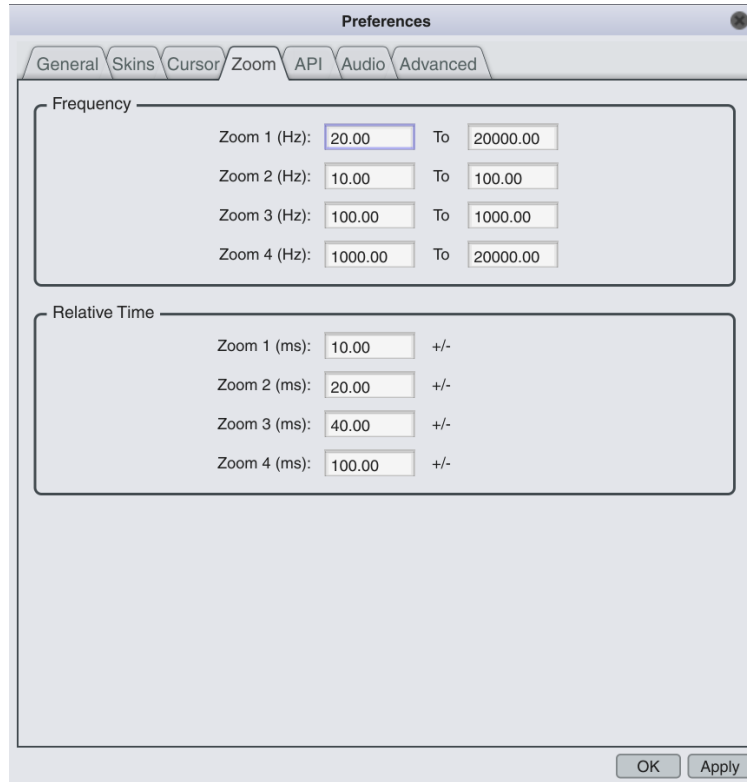 Preferences
General Skins Cursor Zoom API Audio Advanced
Frequency
Zoom 1 (Hz): 20.00 To 20000.00
Zoom 2 (Hz): 10.00 To 100.00
Zoom 3 (Hz): 100.00 To 1000.00
Zoom 4 (Hz): 1000.00 To 20000.00
Relative Time
Zoom 1 (ms): 10.00 +/-
Zoom 2 (ms): 20.00 +/-
Zoom 3 (ms): 40.00 +/-
Zoom 4 (ms): 100.00 +/-
OK Apply